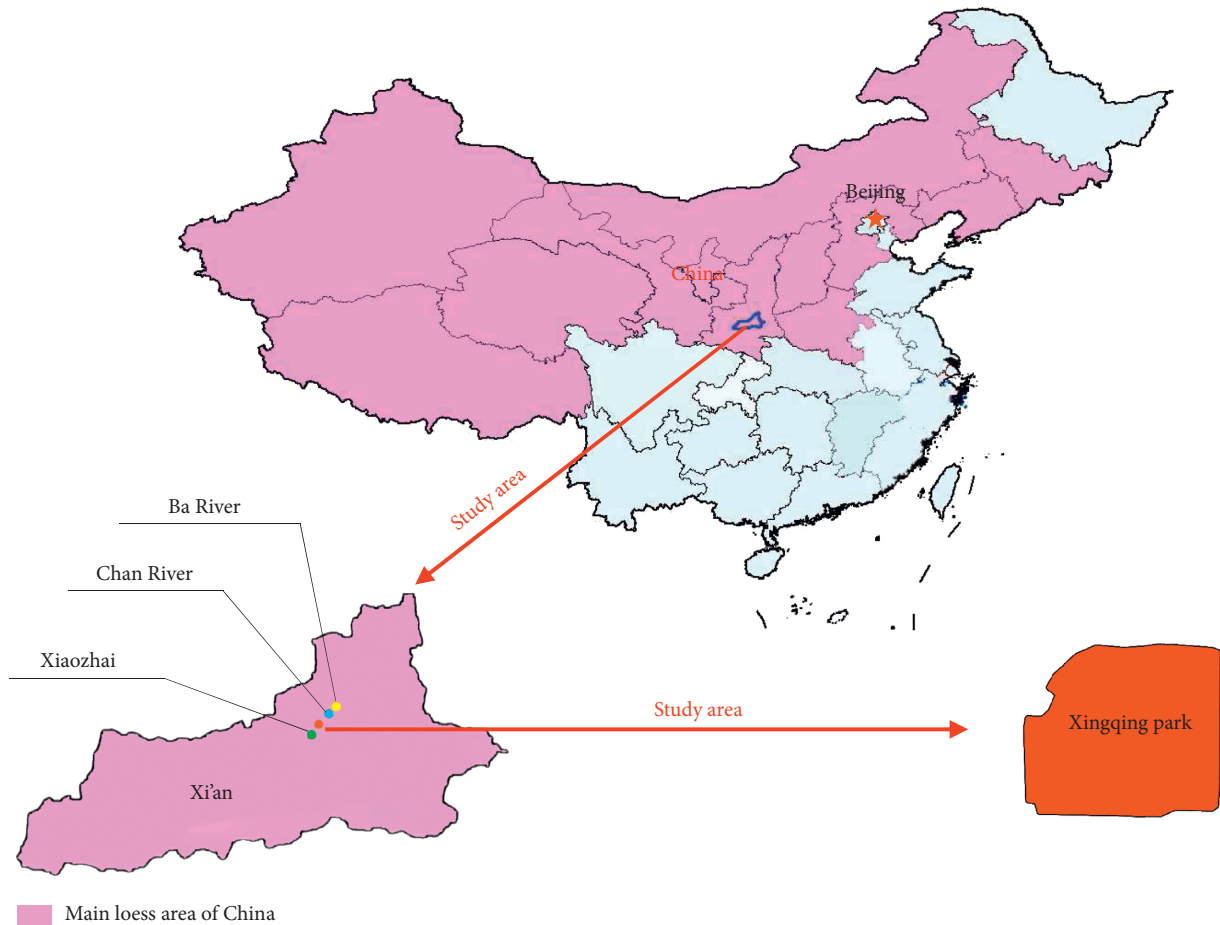 Beijing
China
Study area
Ba River
Chan River
Xiaozhai
Study area
Xingqing park
Xi'an
Main loess area of China